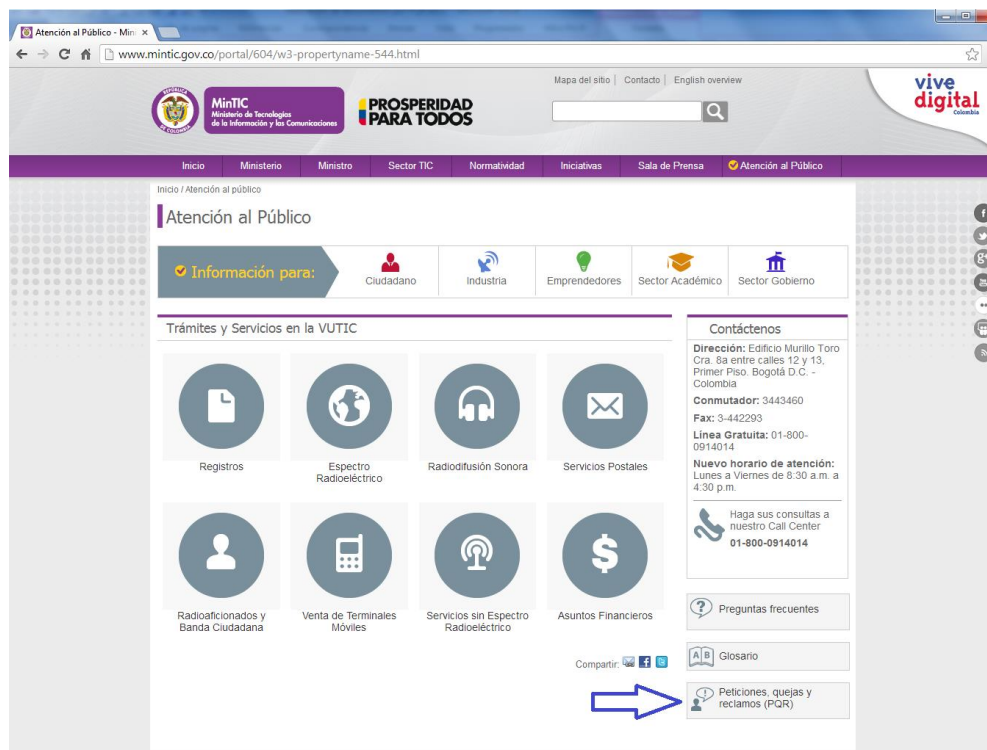 Atención al Público - Min
www.mintic.gov.co/portal/604/w3-propertyname-544.html
Mapa del sitio | Contacto | English overview
MinTIC
Ministerio de Tecnologías
de la Información y las Comunicaciones
PROSPERIDAD
PARA TODOS
vive
digital
Colombia
Inicio Ministerio Ministro Sector TIC Normatividad Iniciativas Sala de Prensa Atención al Público
Inicio / Atención al público
Atención al Público
Información para:
Ciudadano
Industria
Emprendedores
Sector Académico
Sector Gobierno
Trámites y Servicios en la VUTIC
Registros
Espectro
Radioeléctrico
Radiodifusión Sonora
Servicios Postales
Radioaficionados y
Banda Ciudadana
Venta de Terminales
Móviles
Servicios sin Espectro
Radioeléctrico
Asuntos Financieros
Compartir:
Contáctenos
Dirección: Edificio Murillo Toro
Cra. 8a entre calles 12 y 13,
Primer Piso. Bogotá D.C. -
Colombia
Conmutador: 3443460
Fax: 3-442293
Línea Gratuita: 01-800-
0914014
Nuevo horario de atención:
Lunes a Viernes de 8:30 a.m. a
4:30 p.m.
Haga sus consultas a
nuestro Call Center
01-800-0914014
Preguntas frecuentes
A B
Glosario
Peticiones, quejas y
reclamos (PQR)